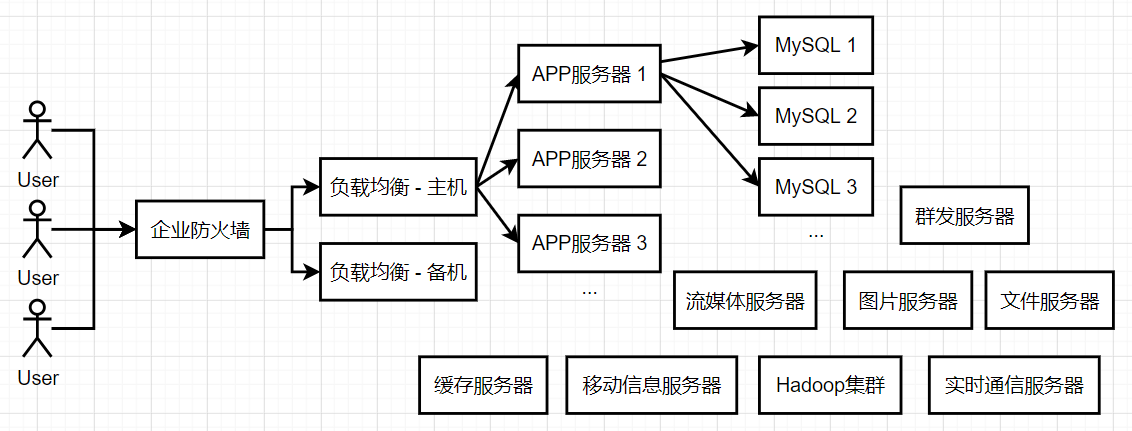 User
User
User
企业防火墙
负载均衡 - 主机
负载均衡 - 备机
APP服务器 1
APP服务器 2
APP服务器 3
...
MySQL 1
MySQL 2
MySQL 3
...
群发服务器
流媒体服务器
图片服务器
文件服务器
缓存服务器
移动信息服务器
Hadoop集群
实时通信服务器